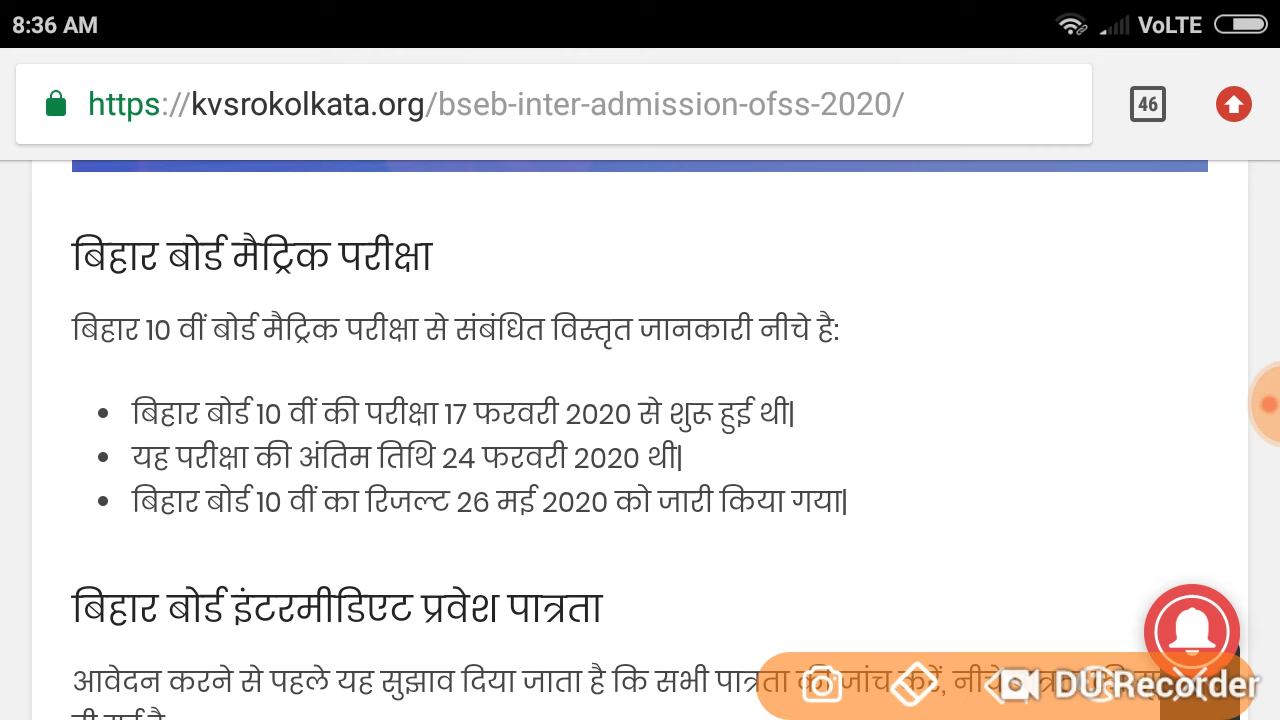 8:36 AM
VoLTE
https://kvsrokolkata.org/bseb-inter-admission-ofss-2020/
46
बिहार बोर्ड मैट्रिक परीक्षा
बिहार 10 वीं बोर्ड मैट्रिक परीक्षा से संबंधित विस्तृत जानकारी नीचे है:
बिहार बोर्ड 10 वीं की परीक्षा 17 फरवरी 2020 से शुरू हुई थी|
यह परीक्षा की अंतिम तिथि 24 फरवरी 2020 थी|
बिहार बोर्ड 10 वीं का रिजल्ट 26 मई 2020 को जारी किया गया|
बिहार बोर्ड इंटरमीडिएट प्रवेश पात्रता
आवेदन करने से पहले यह सुझाव दिया जाता है कि सभी पात्रता की जांच करें, नीचे
DU Recorder